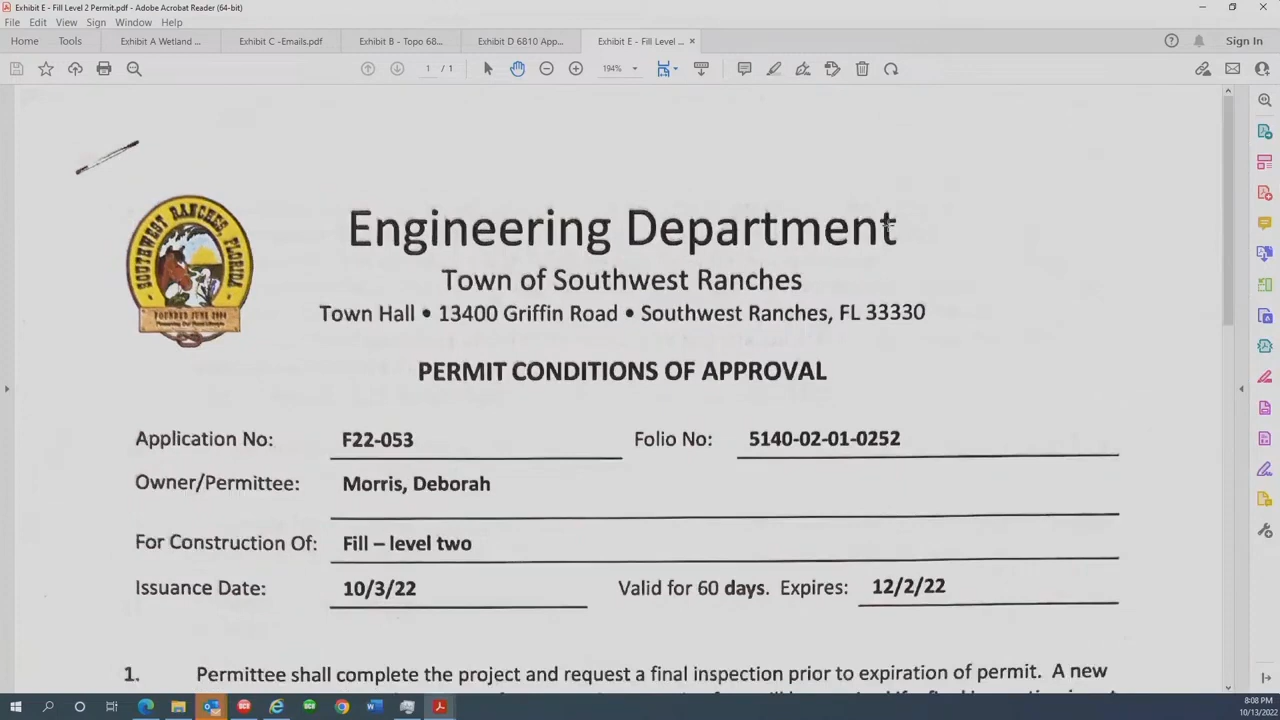 Exhibit E - Fill Level 2 Permit.pdf - Adobe Acrobat Reader (64-bit)
File Edit View Sign Window Help
Home Tools Exhibit A Wetland ... Exhibit C -Emails.pdf Exhibit B - Topo 68... Exhibit D 6810 App... Exhibit E - Fill Level ... × Sign In
1 / 1 194%
SOUTHWEST RANCHES, FLORIDA
Engineering Department
Town of Southwest Ranches
Town Hall • 13400 Griffin Road • Southwest Ranches, FL 33330
PERMIT CONDITIONS OF APPROVAL
Application No: F22-053 Folio No: 5140-02-01-0252
Owner/Permittee: Morris, Deborah
For Construction Of: Fill – level two
Issuance Date: 10/3/22 Valid for 60 days. Expires: 12/2/22
1. Permittee shall complete the project and request a final inspection prior to expiration of permit. A new
8:08 PM
10/13/2022